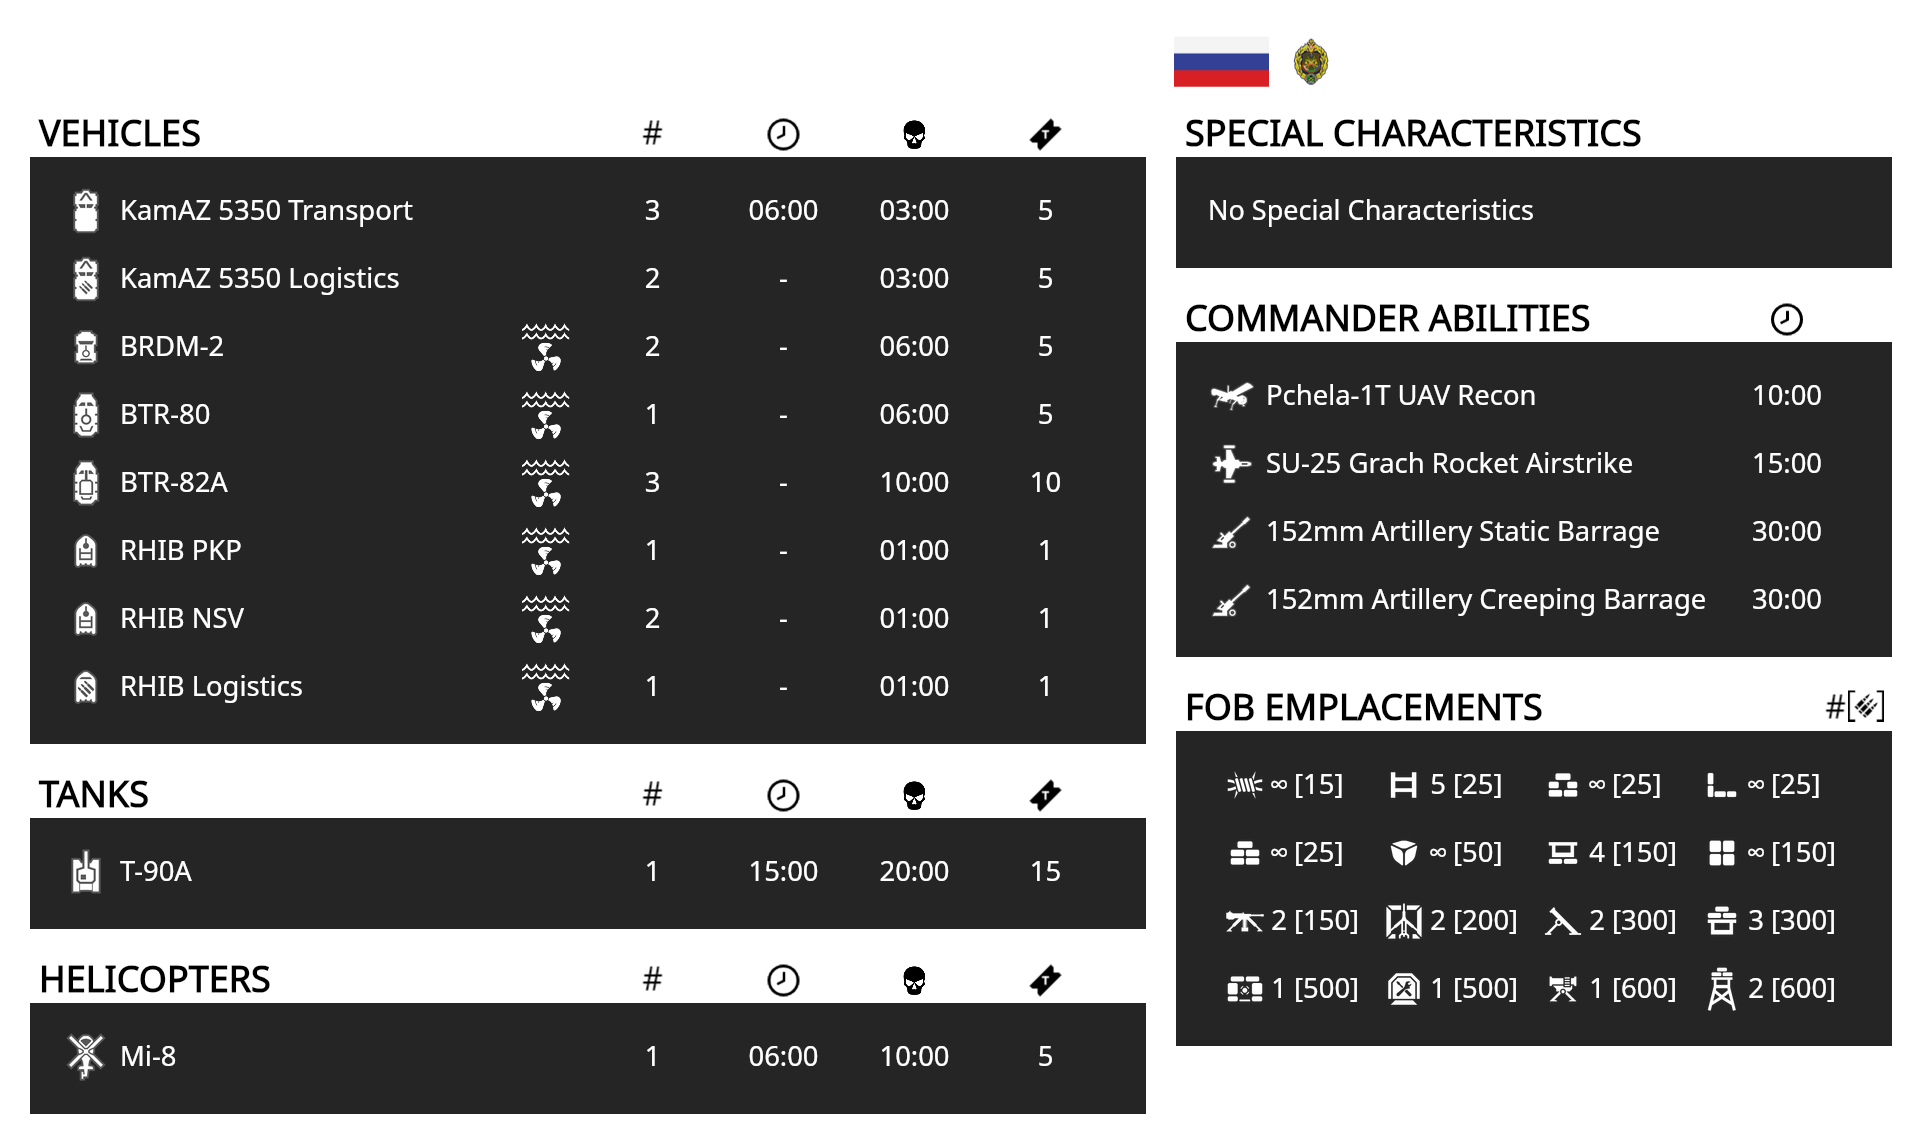 VEHICLES #
KamAZ 5350 Transport 3 06:00 03:00 5
KamAZ 5350 Logistics 2 - 03:00 5
BRDM-2 2 - 06:00 5
BTR-80 1 - 06:00 5
BTR-82A 3 - 10:00 10
RHIB PKP 1 - 01:00 1
RHIB NSV 2 - 01:00 1
RHIB Logistics 1 - 01:00 1
TANKS #
T-90A 1 15:00 20:00 15
HELICOPTERS #
Mi-8 1 06:00 10:00 5
SPECIAL CHARACTERISTICS
No Special Characteristics
COMMANDER ABILITIES
Pchela-1T UAV Recon 10:00
SU-25 Grach Rocket Airstrike 15:00
152mm Artillery Static Barrage 30:00
152mm Artillery Creeping Barrage 30:00
FOB EMPLACEMENTS #[]
∞ [15] 5 [25] ∞ [25] ∞ [25]
∞ [25] ∞ [50] 4 [150] ∞ [150]
2 [150] 2 [200] 2 [300] 3 [300]
1 [500] 1 [500] 1 [600] 2 [600]